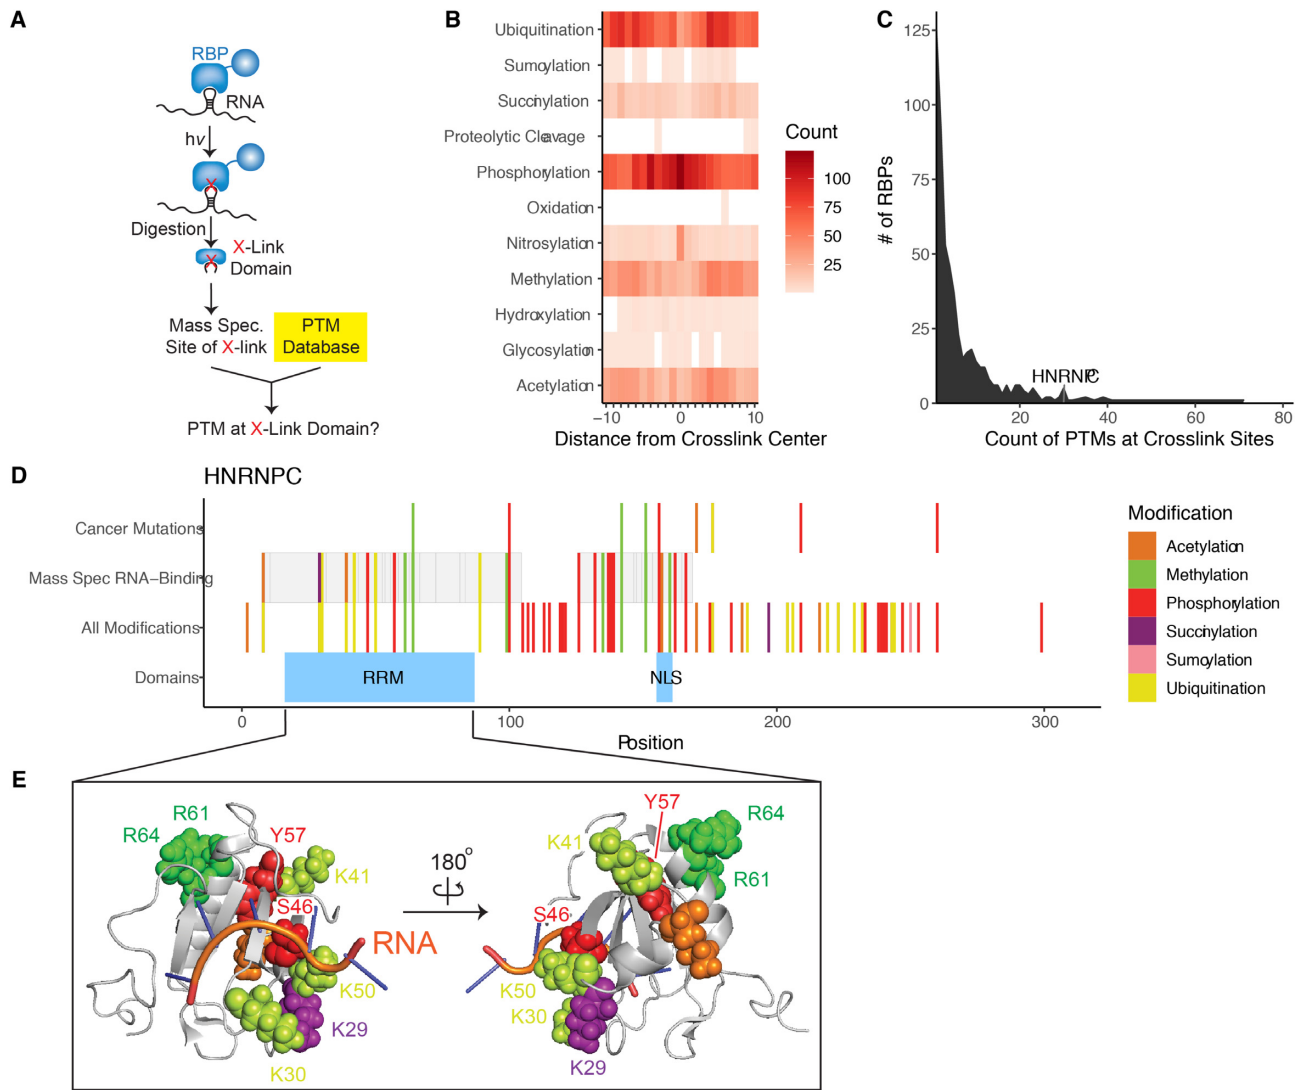 A
RBP
RNA
hv
Digestion
X-Link
Domain
Mass Spec.
Site of X-link
PTM
Database
PTM at X-Link Domain?
B
Ubiquitination
Sumoylation
Succinylation
Proteolytic Cleavage
Phosphorylation
Oxidation
Nitrosylation
Methylation
Hydroxylation
Glycosylation
Acetylation
−10
0
10
Distance from Crosslink Center
Count
100
75
50
25
C
125
100
75
50
25
0
# of RBPs
HNRNPC
20
40
60
80
Count of PTMs at Crosslink Sites
D
HNRNPC
Cancer Mutations
Mass Spec RNA−Binding
All Modifications
Domains
RRM
NLS
0
100
200
300
Position
Modification
Acetylation
Methylation
Phosphorylation
Succinylation
Sumoylation
Ubiquitination
E
R61
R64
Y57
K41
S46
RNA
K50
K29
K30
180°
Y57
R64
K41
R61
S46
K50
K30
K29